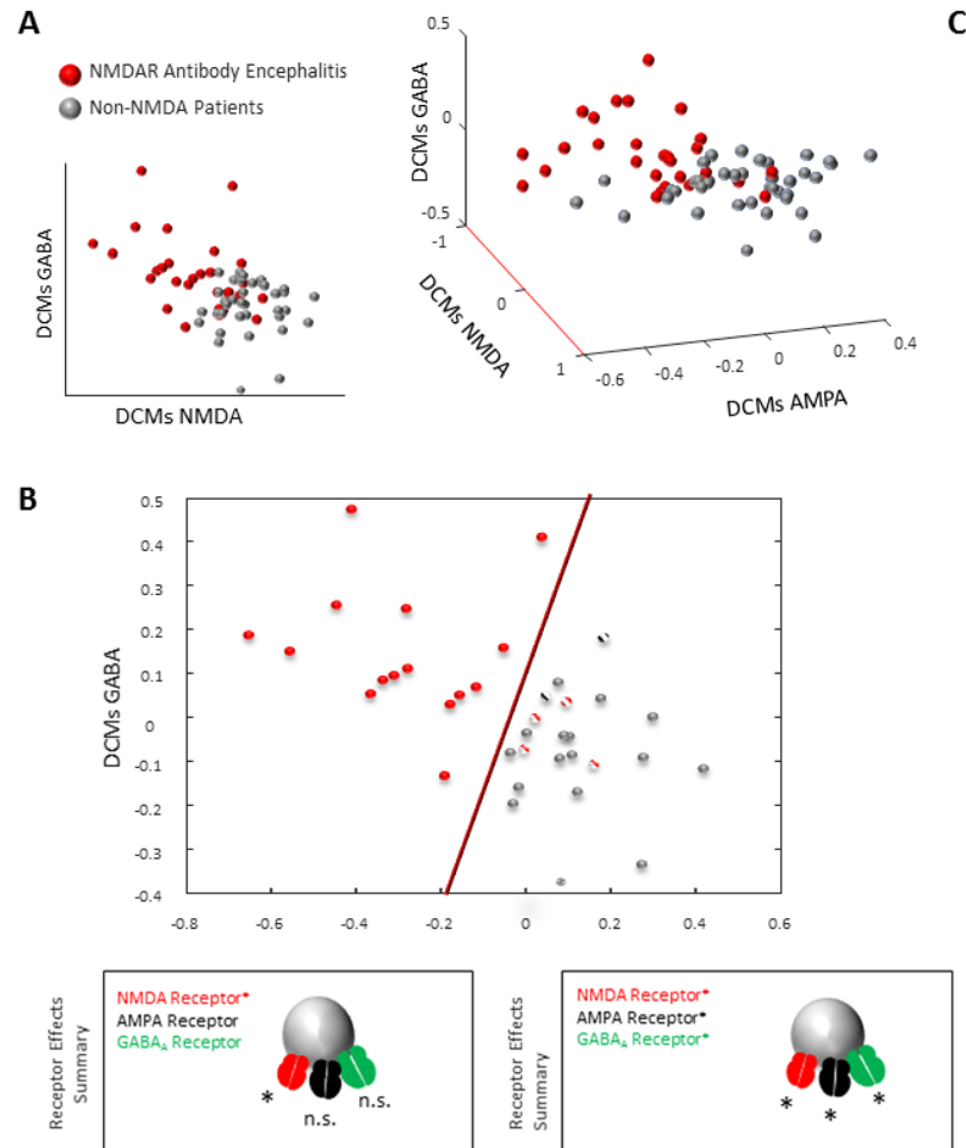 A
C
NMDAR Antibody Encephalitis
Non-NMDA Patients
DCMs GABA
DCMs NMDA
0.5
0
-0.5
DCMs GABA
-1
0
1
DCMs NMDA
-0.6
-0.4
-0.2
0
0.2
0.4
DCMs AMPA
B
0.5
0.4
0.3
0.2
0.1
0
-0.1
-0.2
-0.3
-0.4
DCMs GABA
-0.8
-0.6
-0.4
-0.2
0
0.2
0.4
0.6
Receptor Effects
Summary
NMDA Receptor*
AMPA Receptor
GABAA Receptor
*
n.s.
n.s.
Receptor Effects
Summary
NMDA Receptor*
AMPA Receptor*
GABAA Receptor*
*
*
*